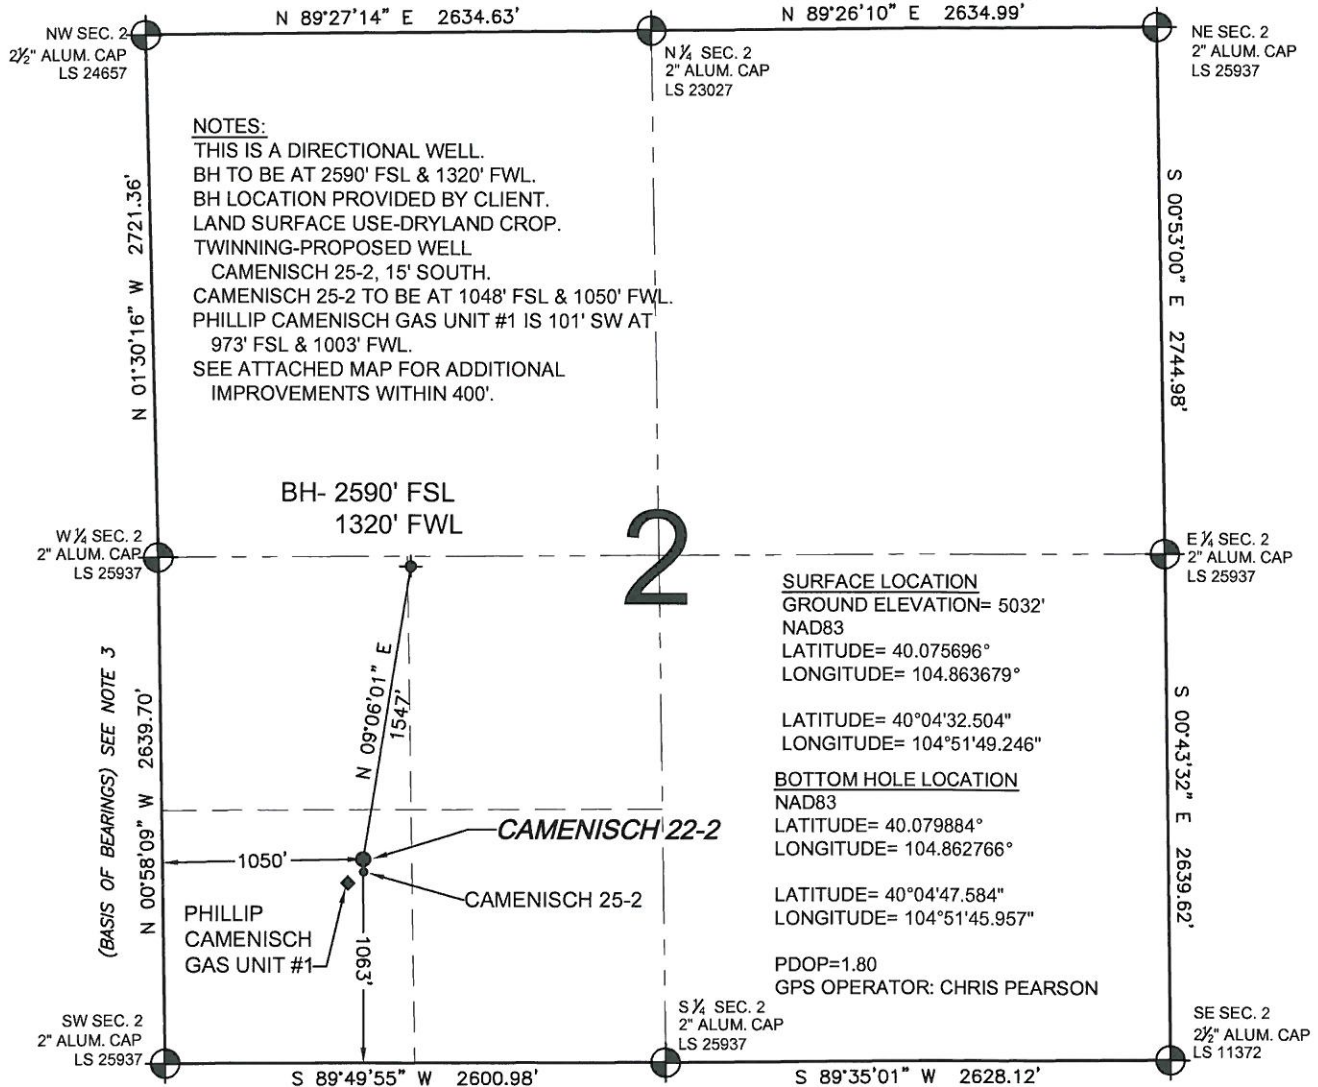 N 89°27'14" E 2634.63'
N 89°26'10" E 2634.99'
NW SEC. 2
2½" ALUM. CAP
LS 24657
N ¼ SEC. 2
2" ALUM. CAP
LS 23027
NE SEC. 2
2" ALUM. CAP
LS 25937
NOTES:
THIS IS A DIRECTIONAL WELL.
BH TO BE AT 2590' FSL & 1320' FWL.
BH LOCATION PROVIDED BY CLIENT.
LAND SURFACE USE-DRYLAND CROP.
TWINNING-PROPOSED WELL
CAMENISCH 25-2, 15' SOUTH.
CAMENISCH 25-2 TO BE AT 1048' FSL & 1050' FWL.
PHILLIP CAMENISCH GAS UNIT #1 IS 101' SW AT
973' FSL & 1003' FWL.
SEE ATTACHED MAP FOR ADDITIONAL
IMPROVEMENTS WITHIN 400'.
N 01°30'16" W 2721.36'
S 00°53'00" E 2744.98'
BH- 2590' FSL
1320' FWL
W ¼ SEC. 2
2" ALUM. CAP
LS 25937
2
E ¼ SEC. 2
2" ALUM. CAP
LS 25937
SURFACE LOCATION
GROUND ELEVATION= 5032'
NAD83
LATITUDE= 40.075696°
LONGITUDE= 104.863679°
LATITUDE= 40°04'32.504"
LONGITUDE= 104°51'49.246"
BOTTOM HOLE LOCATION
NAD83
LATITUDE= 40.079884°
LONGITUDE= 104.862766°
LATITUDE= 40°04'47.584"
LONGITUDE= 104°51'45.957"
PDOP=1.80
GPS OPERATOR: CHRIS PEARSON
(BASIS OF BEARINGS) SEE NOTE 3
N 00°58'09" W 2639.70'
N 09°06'01" E
1547'
S 00°43'32" E 2639.62'
CAMENISCH 22-2
1050'
CAMENISCH 25-2
PHILLIP
CAMENISCH
GAS UNIT #1
1063'
SW SEC. 2
2" ALUM. CAP
LS 25937
S ¼ SEC. 2
2" ALUM. CAP
LS 25937
SE SEC. 2
2½" ALUM. CAP
LS 11372
S 89°49'55" W 2600.98'
S 89°35'01" W 2628.12'